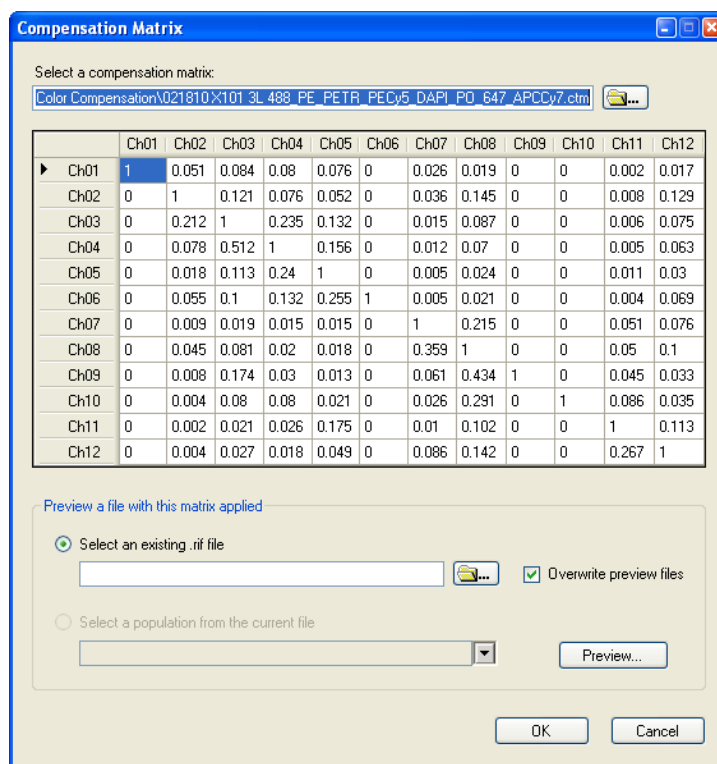 Compensation Matrix
Select a compensation matrix:
Color Compensation\021810 X101 3L 488_PE_PETR_PECy5_DAPI_PO_647_APCCy7.ctm
...
Ch01 Ch02 Ch03 Ch04 Ch05 Ch06 Ch07 Ch08 Ch09 Ch10 Ch11 Ch12
Ch01 1 0.051 0.084 0.08 0.076 0 0.026 0.019 0 0 0.002 0.017
Ch02 0 1 0.121 0.076 0.052 0 0.036 0.145 0 0 0.008 0.129
Ch03 0 0.212 1 0.235 0.132 0 0.015 0.087 0 0 0.006 0.075
Ch04 0 0.078 0.512 1 0.156 0 0.012 0.07 0 0 0.005 0.063
Ch05 0 0.018 0.113 0.24 1 0 0.005 0.024 0 0 0.011 0.03
Ch06 0 0.055 0.1 0.132 0.255 1 0.005 0.021 0 0 0.004 0.069
Ch07 0 0.009 0.019 0.015 0.015 0 1 0.215 0 0 0.051 0.076
Ch08 0 0.045 0.081 0.02 0.018 0 0.359 1 0 0 0.05 0.1
Ch09 0 0.008 0.174 0.03 0.013 0 0.061 0.434 1 0 0.045 0.033
Ch10 0 0.004 0.08 0.08 0.021 0 0.026 0.291 0 1 0.086 0.035
Ch11 0 0.002 0.021 0.026 0.175 0 0.01 0.102 0 0 1 0.113
Ch12 0 0.004 0.027 0.018 0.049 0 0.086 0.142 0 0 0.267 1
Preview a file with this matrix applied
Select an existing .rif file
... Overwrite preview files
Select a population from the current file
Preview...
OK Cancel